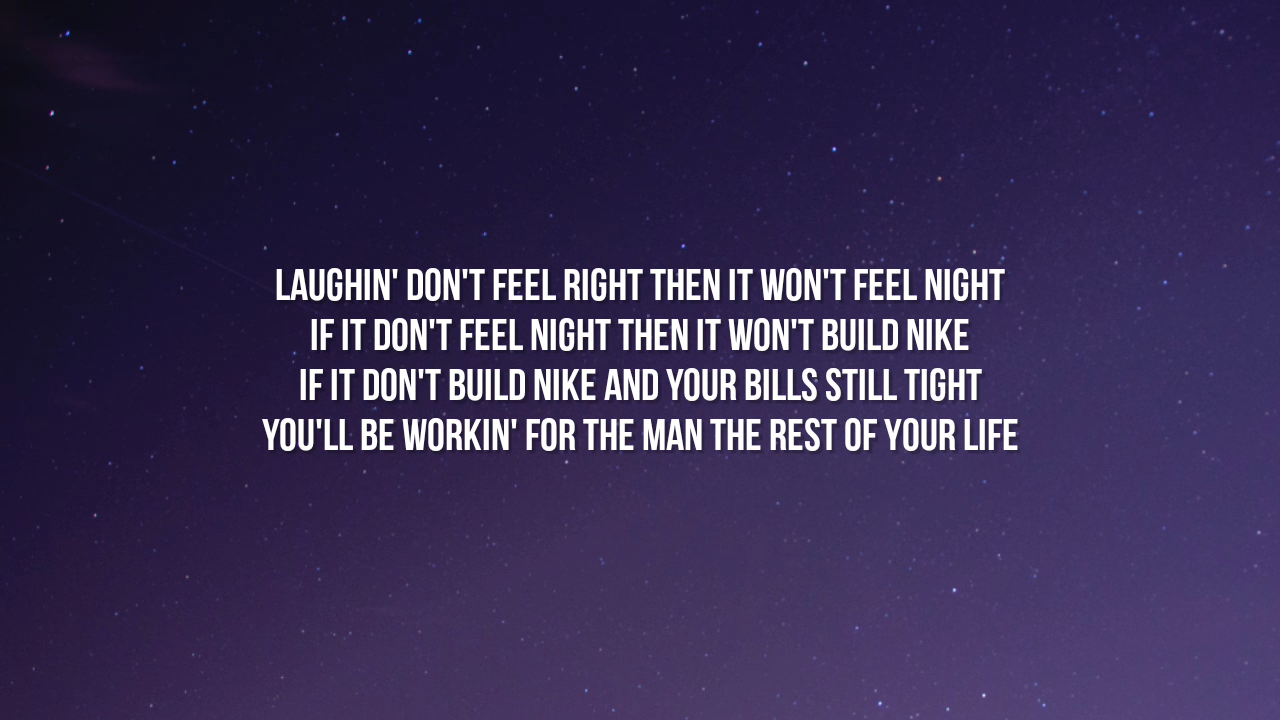 LAUGHIN' DON'T FEEL RIGHT THEN IT WON'T FEEL NIGHT
IF IT DON'T FEEL NIGHT THEN IT WON'T BUILD NIKE
IF IT DON'T BUILD NIKE AND YOUR BILLS STILL TIGHT
YOU'LL BE WORKIN' FOR THE MAN THE REST OF YOUR LIFE